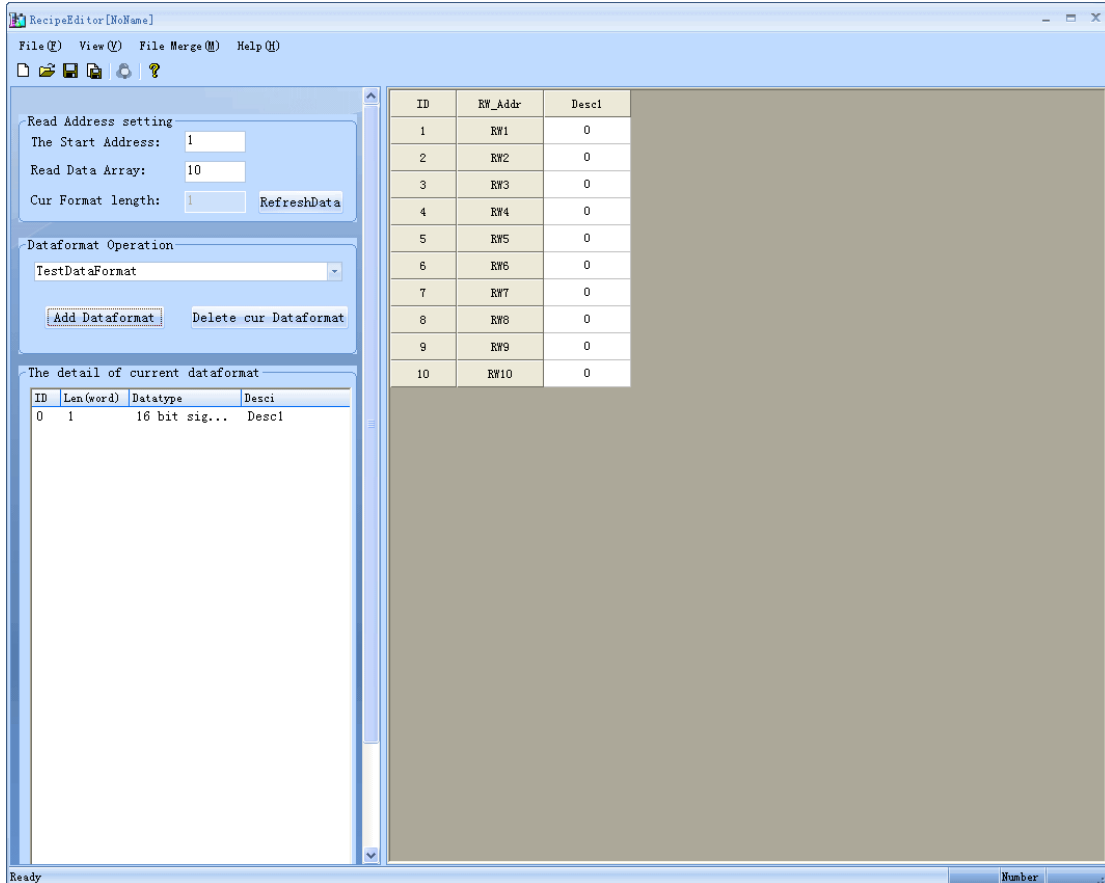 RecipeEditor[NoName]
File(F) View(V) File Merge(M) Help(H)
Read Address setting
The Start Address: 1
Read Data Array: 10
Cur Format length: 1 RefreshData
Dataformat Operation
TestDataFormat
Add Dataformat Delete cur Dataformat
The detail of current dataformat
ID Len(word) Datatype Desci
0 1 16 bit sig... Desc1
ID RW_Addr Desc1
1 RW1 0
2 RW2 0
3 RW3 0
4 RW4 0
5 RW5 0
6 RW6 0
7 RW7 0
8 RW8 0
9 RW9 0
10 RW10 0
Ready Number